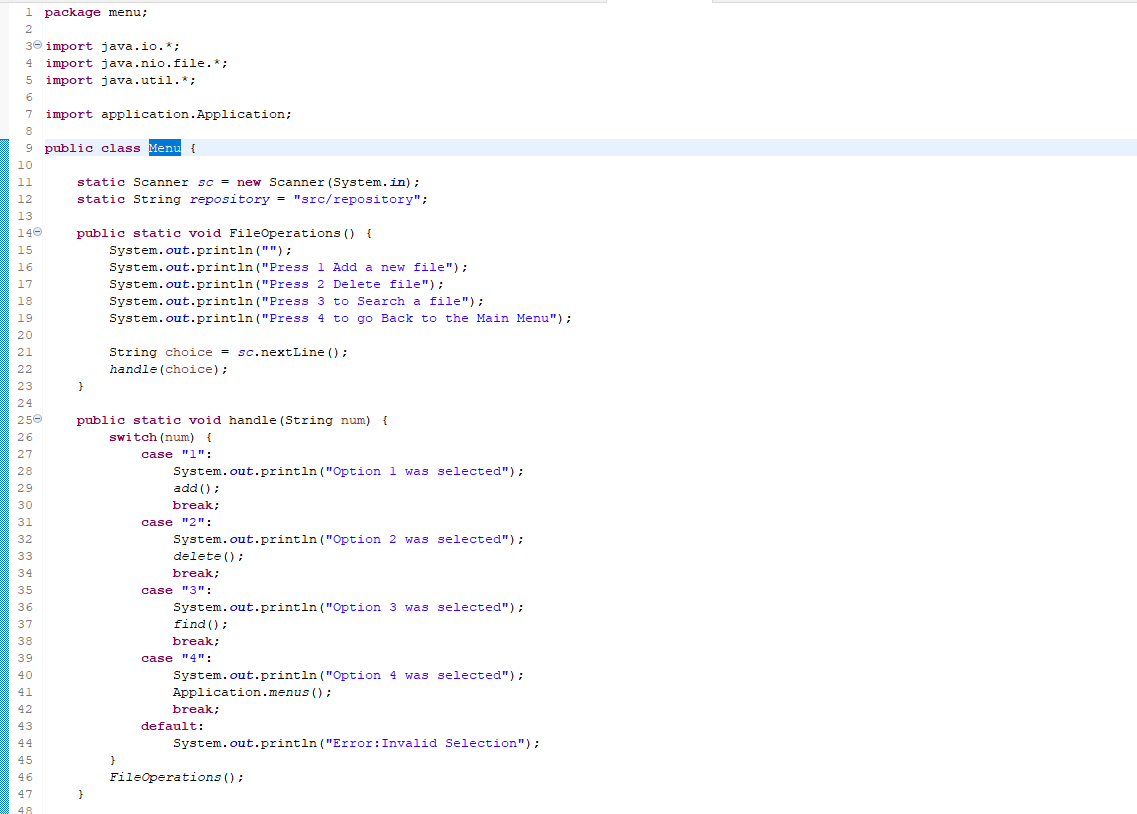 1 package menu;
2
3 import java.io.*;
4 import java.nio.file.*;
5 import java.util.*;
6
7 import application.Application;
8
9 public class Menu {
10
11     static Scanner sc = new Scanner(System.in);
12     static String repository = "src/repository";
13
14     public static void FileOperations() {
15         System.out.println("");
16         System.out.println("Press 1 Add a new file");
17         System.out.println("Press 2 Delete file");
18         System.out.println("Press 3 to Search a file");
19         System.out.println("Press 4 to go Back to the Main Menu");
20
21         String choice = sc.nextLine();
22         handle(choice);
23     }
24
25     public static void handle(String num) {
26         switch(num) {
27             case "1":
28                 System.out.println("Option 1 was selected");
29                 add();
30                 break;
31             case "2":
32                 System.out.println("Option 2 was selected");
33                 delete();
34                 break;
35             case "3":
36                 System.out.println("Option 3 was selected");
37                 find();
38                 break;
39             case "4":
40                 System.out.println("Option 4 was selected");
41                 Application.menus();
42                 break;
43             default:
44                 System.out.println("Error:Invalid Selection");
45         }
46         FileOperations();
47     }
48